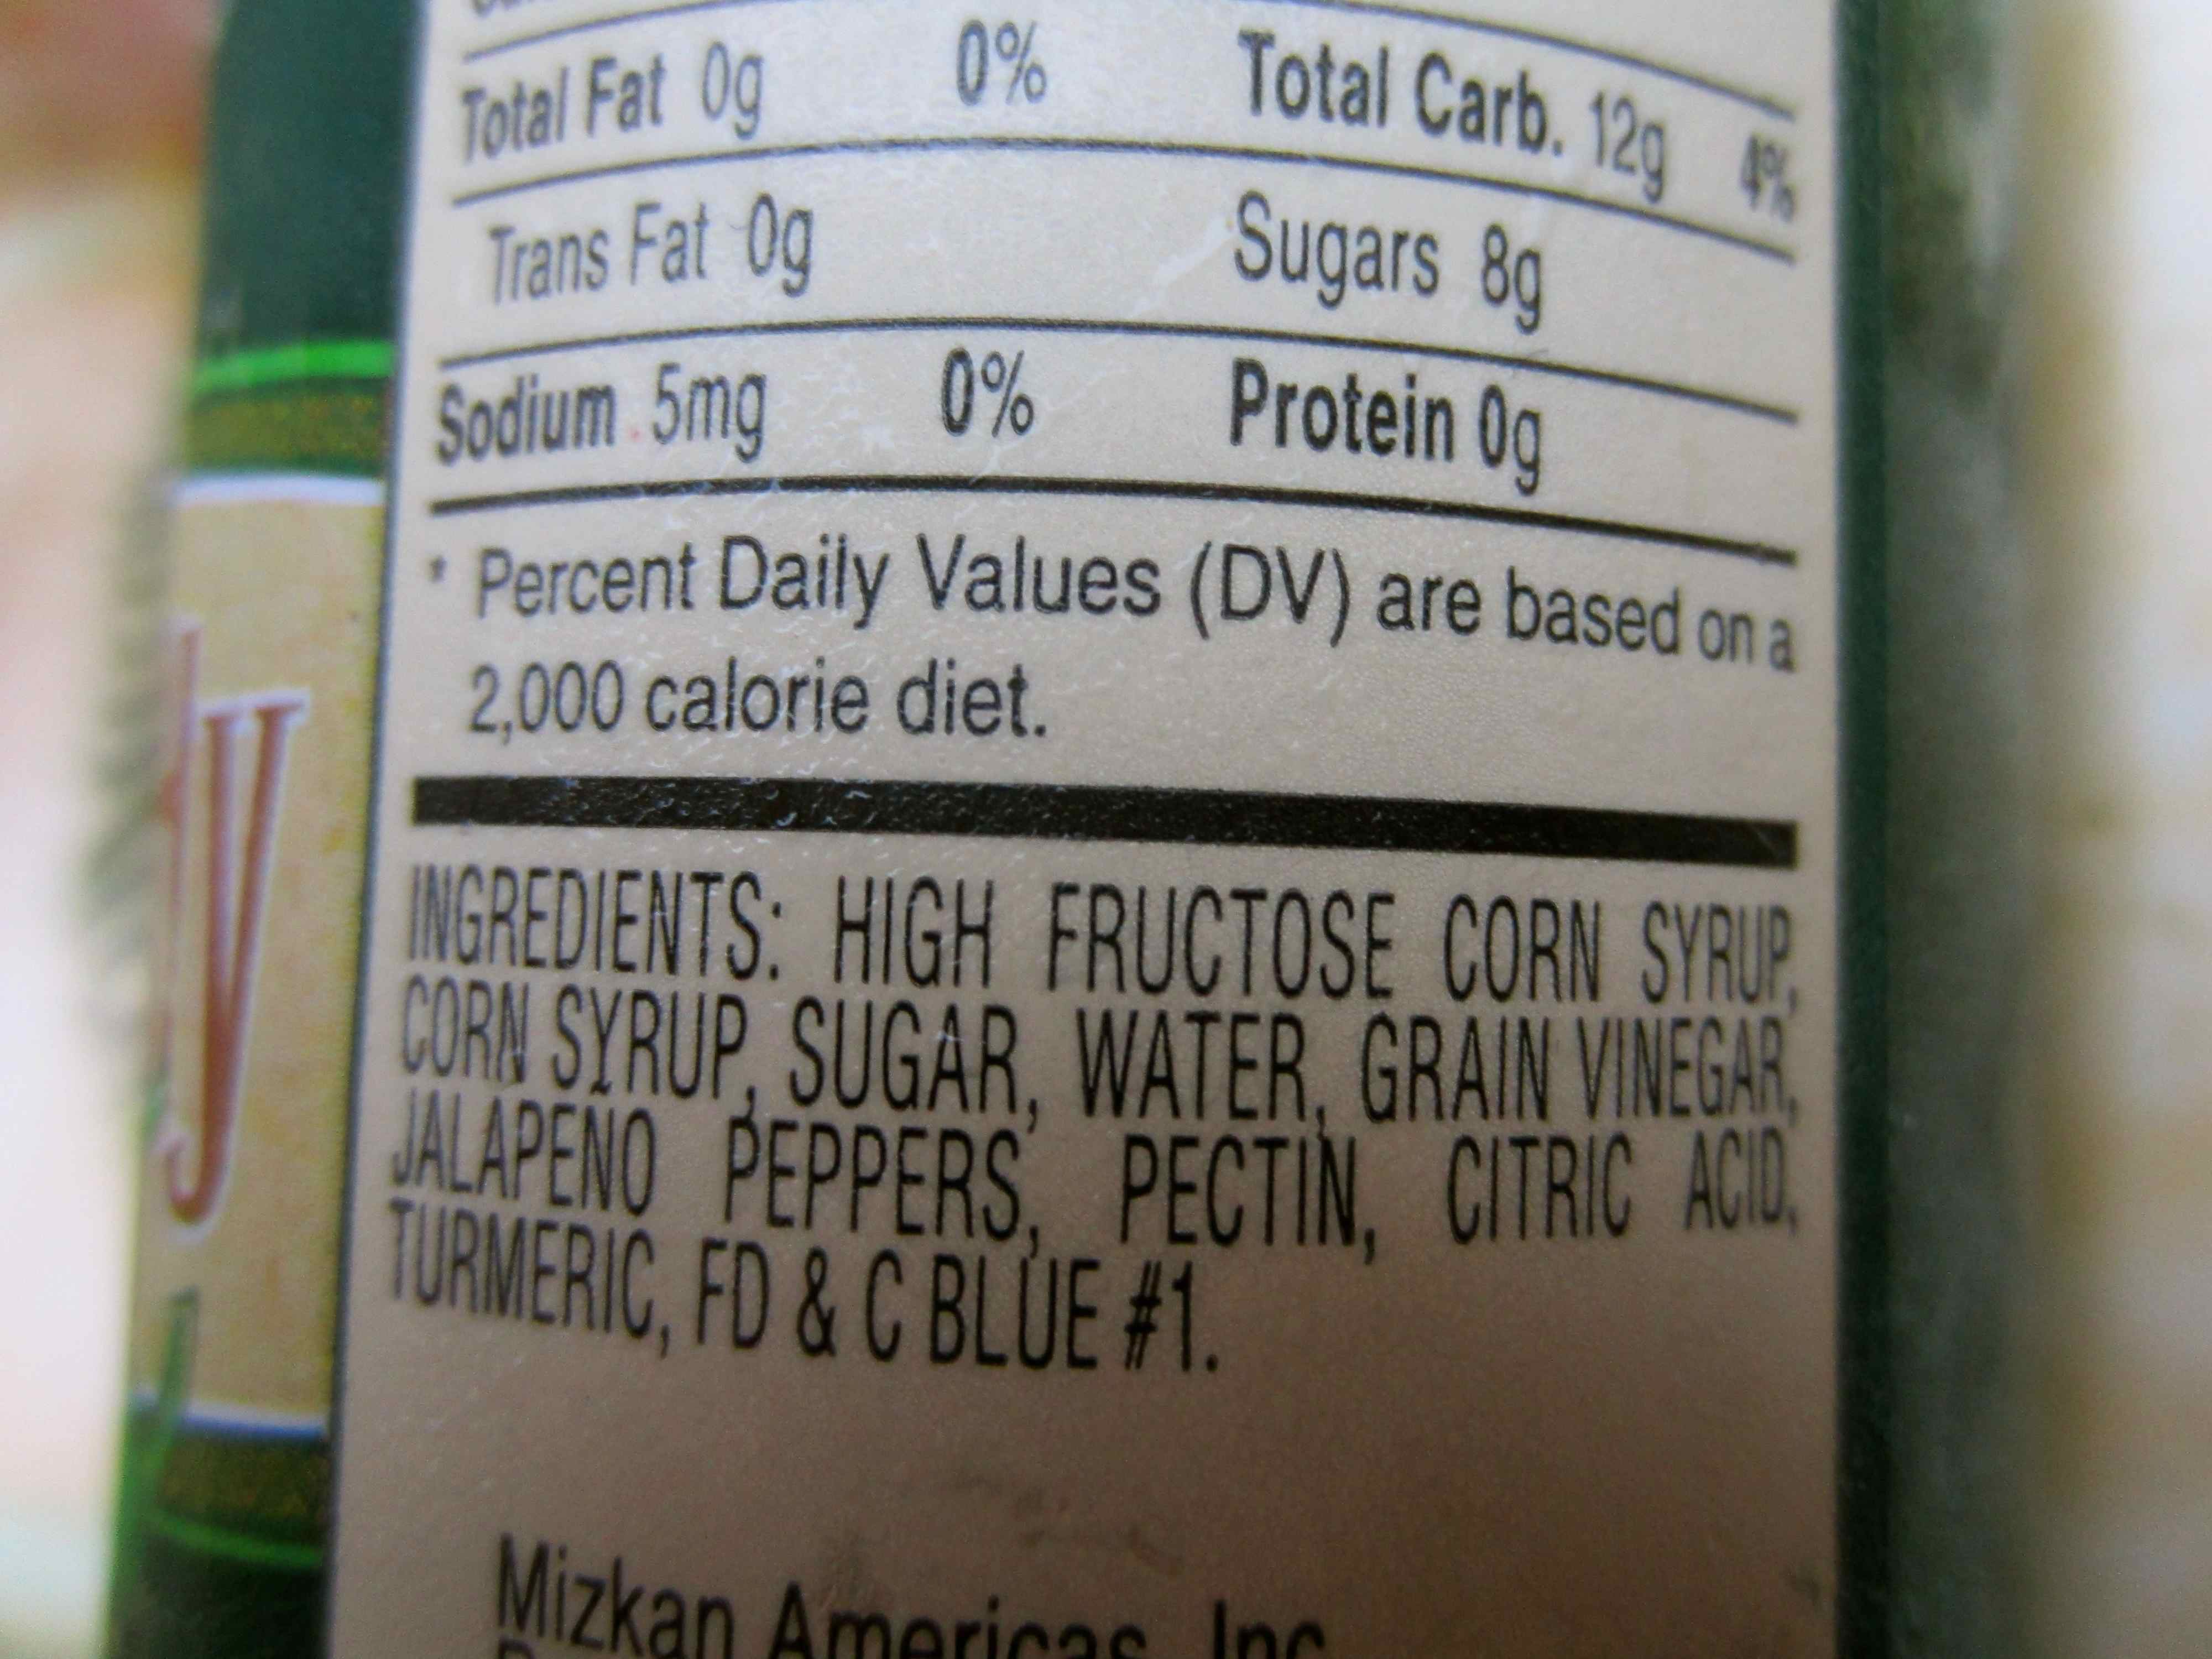 Total Fat 0g 0% Total Carb. 12g 4%
Trans Fat 0g Sugars 8g
Sodium 5mg 0% Protein 0g
* Percent Daily Values (DV) are based on a
2,000 calorie diet.
INGREDIENTS: HIGH FRUCTOSE CORN SYRUP,
CORN SYRUP, SUGAR, WATER, GRAIN VINEGAR,
JALAPEÑO PEPPERS, PECTIN, CITRIC ACID,
TURMERIC, FD & C BLUE #1.
Mizkan Americas, Inc
y